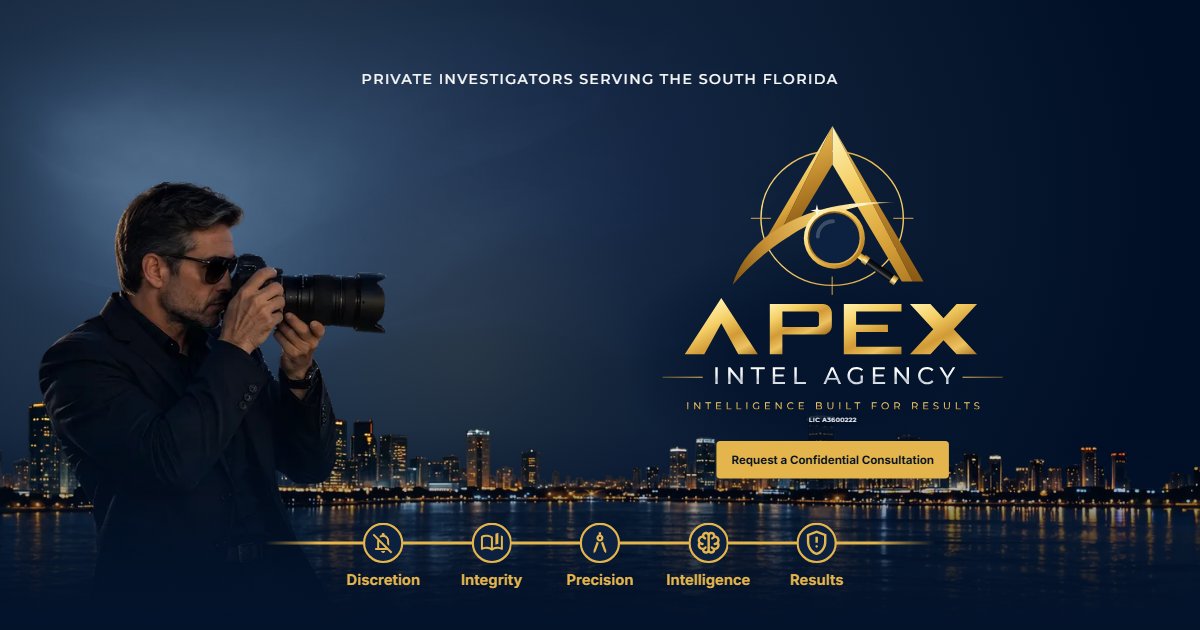 PRIVATE INVESTIGATORS SERVING THE SOUTH FLORIDA
APEX
INTEL AGENCY
INTELLIGENCE BUILT FOR RESULTS
LIC A3600222
Request a Confidential Consultation
Discretion Integrity Precision Intelligence Results